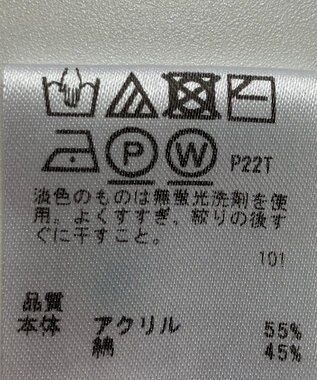 P W P22T
淡色のものは無蛍光洗剤を使
用。よくすすぎ、絞りの後す
ぐに干すこと。
101
品質
本体 アクリル 55%
綿 45%